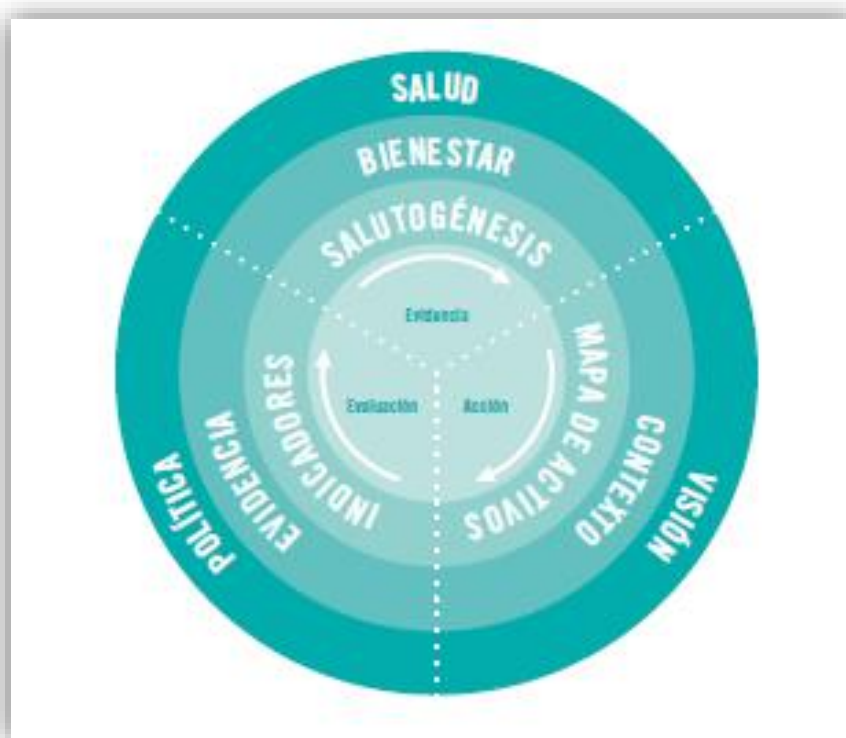 SALUD
BIENESTAR
SALUTOGÉNESIS
Evidencia
Evaluación
Acción
INDICADORES
EVIDENCIA
POLÍTICA
MAPA DE ACTIVOS
CONTEXTO
VISIÓN